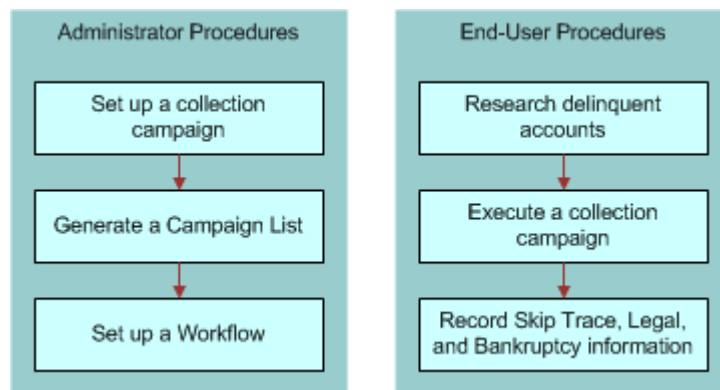 Administrator Procedures
Set up a collection
campaign
Generate a Campaign List
Set up a Workflow
End-User Procedures
Research delinquent
accounts
Execute a collection
campaign
Record Skip Trace, Legal,
and Bankruptcy information